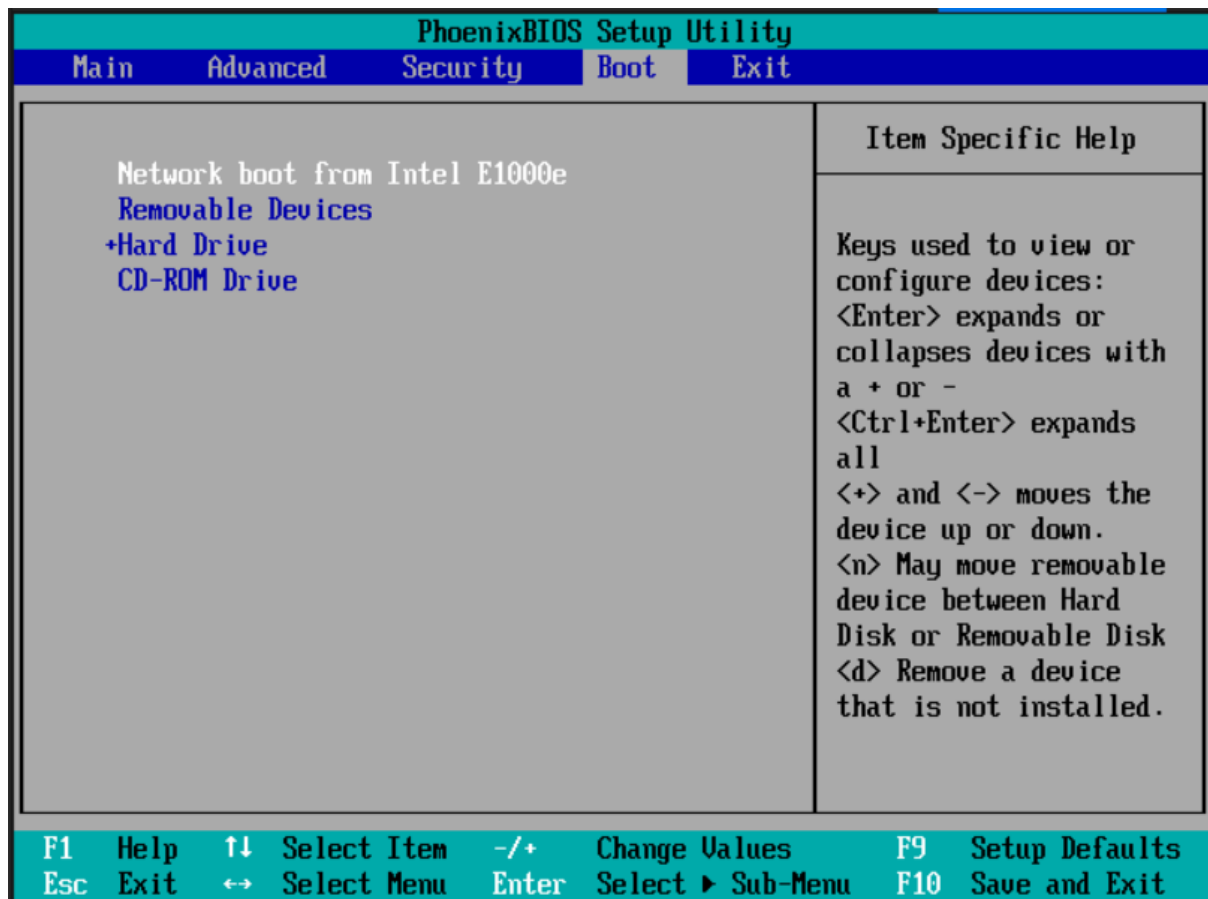 PhoenixBIOS Setup Utility
Main Advanced Security Boot Exit
Network boot from Intel E1000e
Removable Devices
+Hard Drive
CD-ROM Drive
Item Specific Help
Keys used to view or
configure devices:
<Enter> expands or
collapses devices with
a + or -
<Ctrl+Enter> expands
all
<+> and <-> moves the
device up or down.
<n> May move removable
device between Hard
Disk or Removable Disk
<d> Remove a device
that is not installed.
F1 Help ↑↓ Select Item -/+ Change Values F9 Setup Defaults
Esc Exit ↔ Select Menu Enter Select ▶ Sub-Menu F10 Save and Exit